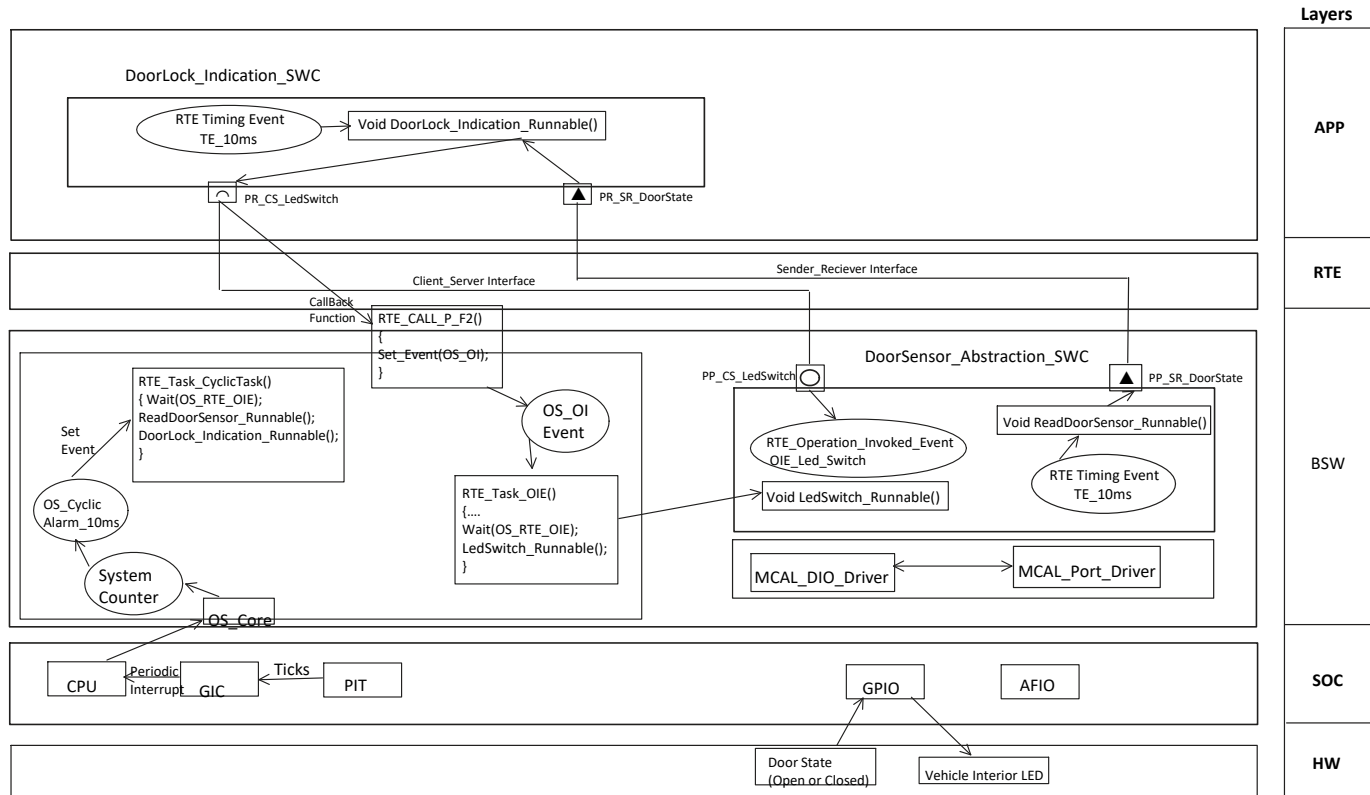 Layers
DoorLock_Indication_SWC
RTE Timing Event
TE_10ms
Void DoorLock_Indication_Runnable()
APP
PR_CS_LedSwitch
PR_SR_DoorState
Sender_Reciever Interface
RTE
Client_Server Interface
CallBack
Function
RTE_CALL_P_F2()
{
Set_Event(OS_OI);
}
DoorSensor_Abstraction_SWC
PP_CS_LedSwitch
PP_SR_DoorState
RTE_Task_CyclicTask()
{ Wait(OS_RTE_OIE);
ReadDoorSensor_Runnable();
DoorLock_Indication_Runnable();
}
Set
Event
OS_OI
Event
Void ReadDoorSensor_Runnable()
RTE_Operation_Invoked_Event
OIE_Led_Switch
BSW
RTE Timing Event
TE_10ms
OS_Cyclic
Alarm_10ms
RTE_Task_OIE()
{....
Wait(OS_RTE_OIE);
LedSwitch_Runnable();
}
Void LedSwitch_Runnable()
System
Counter
MCAL_DIO_Driver
MCAL_Port_Driver
OS_Core
CPU
Periodic
Interrupt
GIC
Ticks
PIT
GPIO
AFIO
SOC
Door State
(Open or Closed)
Vehicle Interior LED
HW